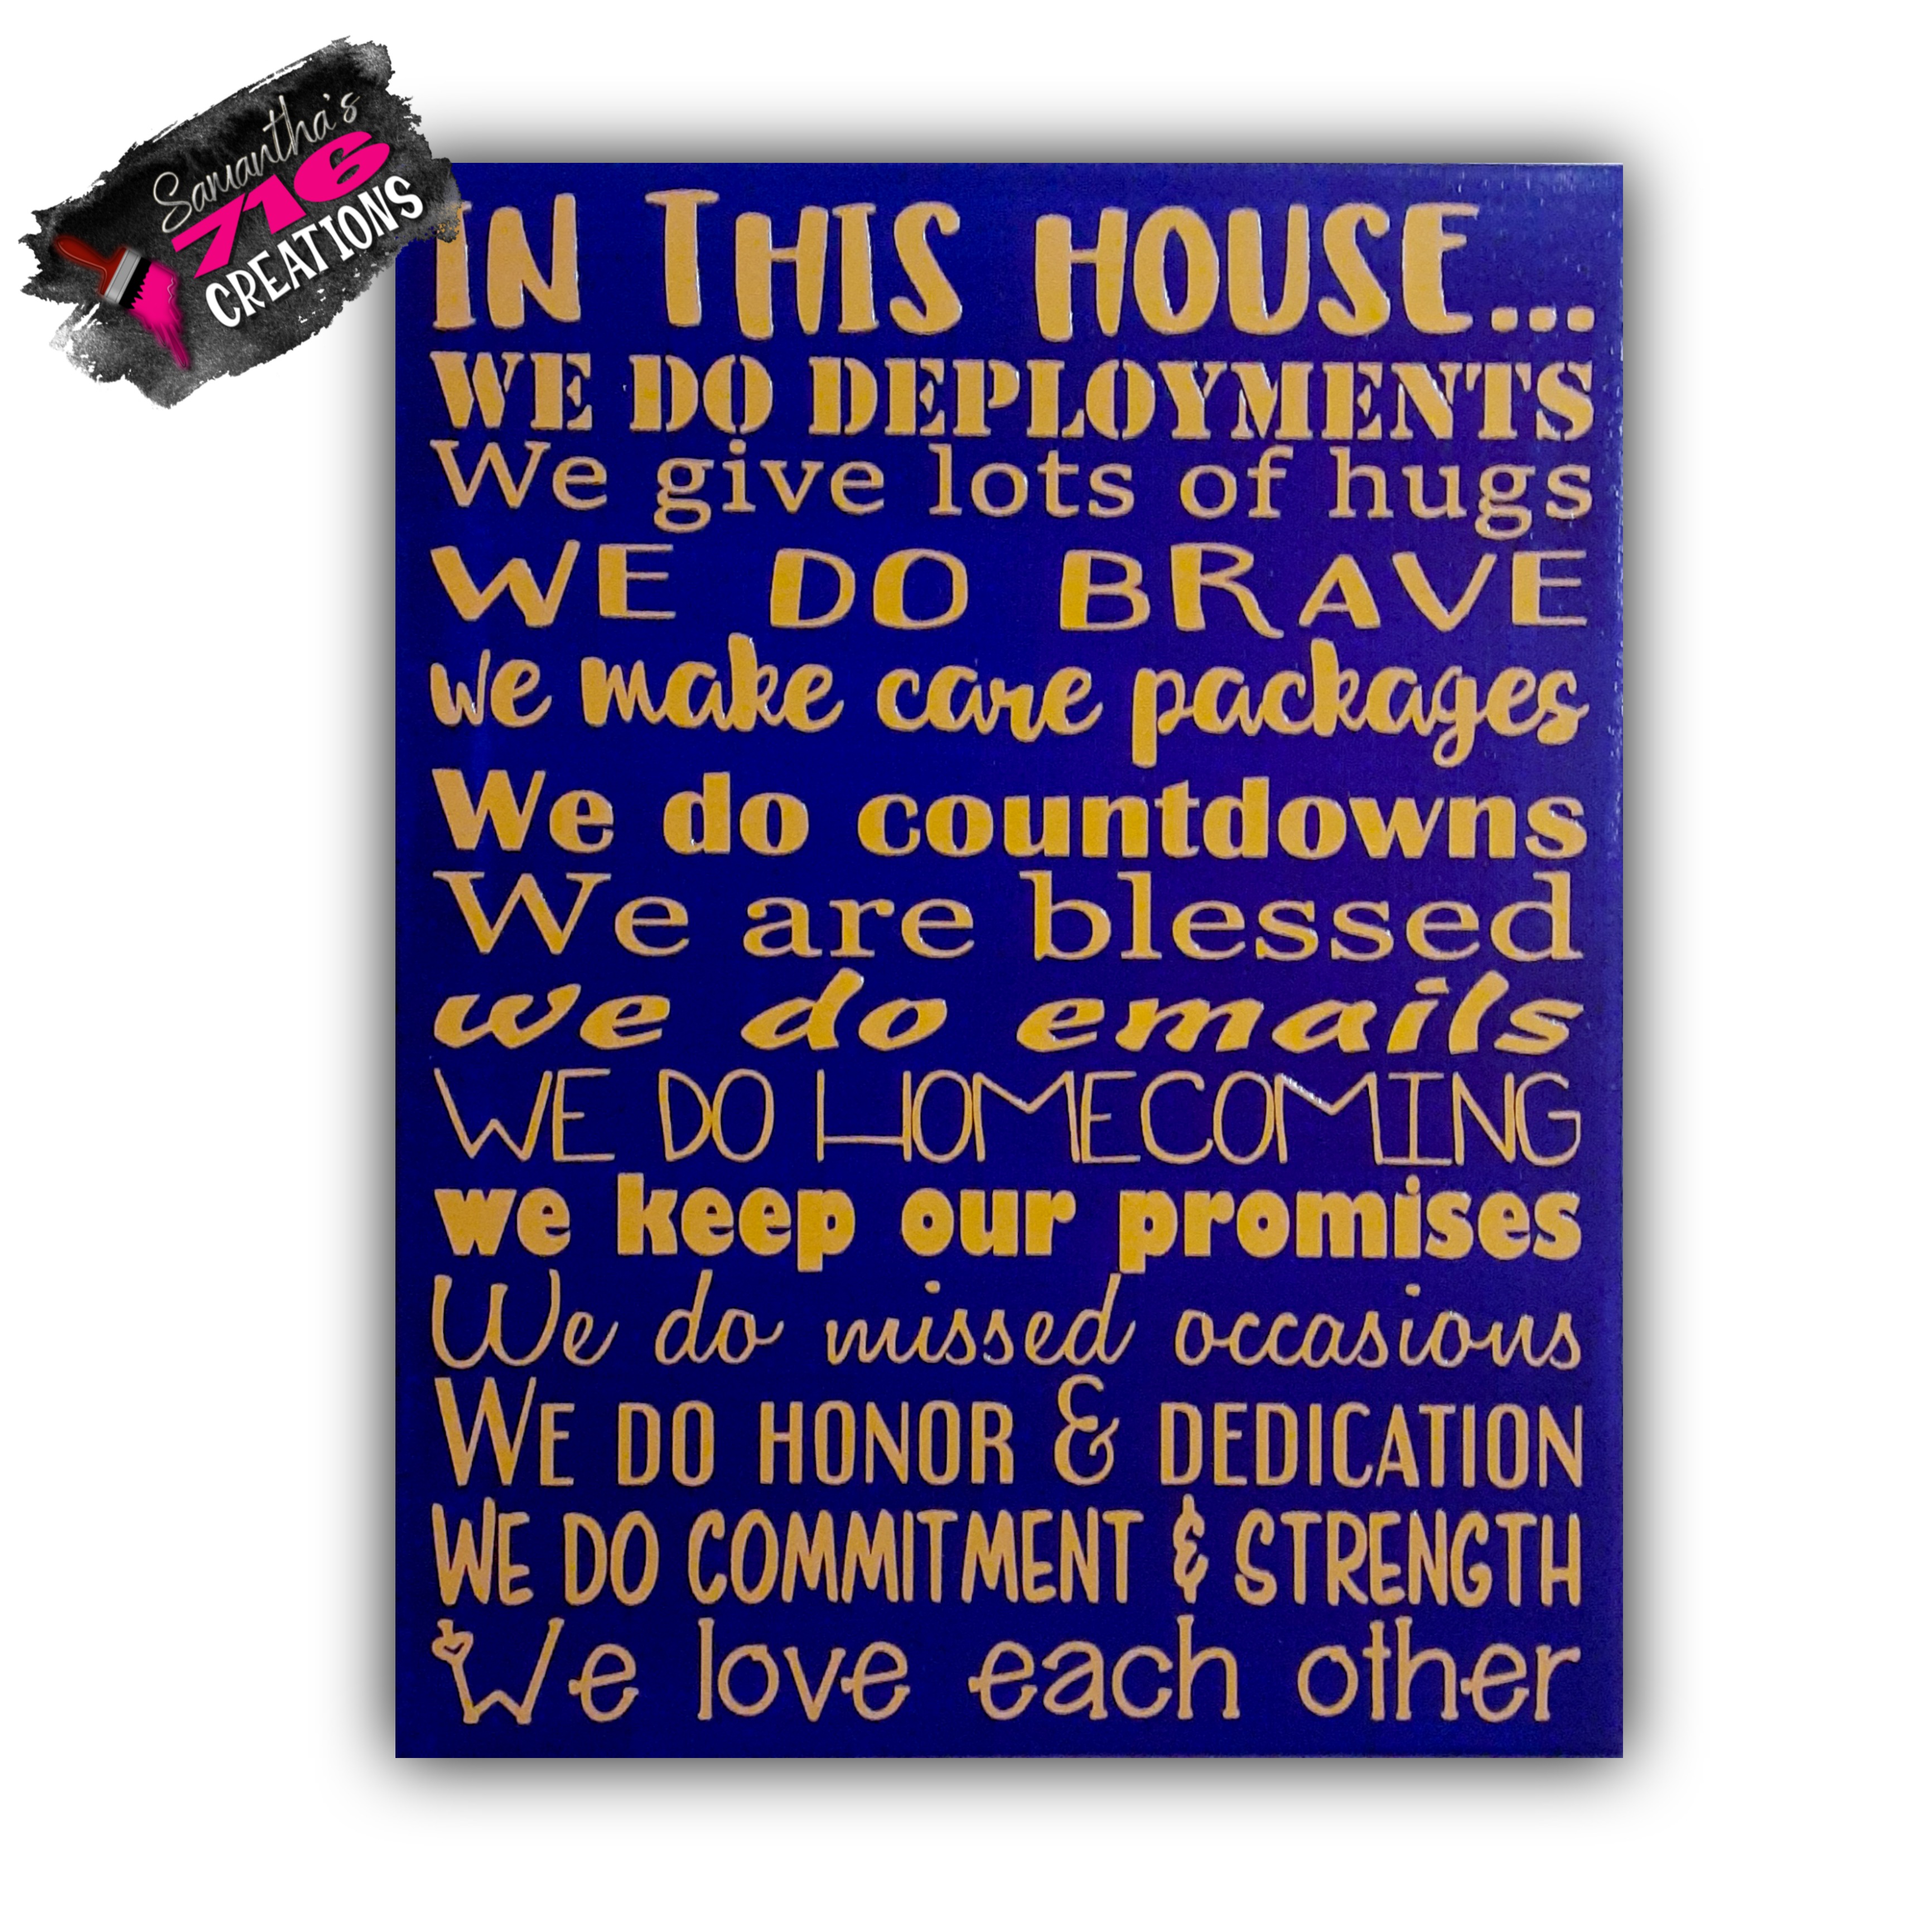 Samantha's
716
CREATIONS
IN THIS HOUSE...
WE DO DEPLOYMENTS
We give lots of hugs
WE DO BRAVE
we make care packages
We do countdowns
We are blessed
we do emails
WE DO HOMECOMING
we keep our promises
We do missed occasions
WE DO HONOR & DEDICATION
WE DO COMMITMENT & STRENGTH
We love each other